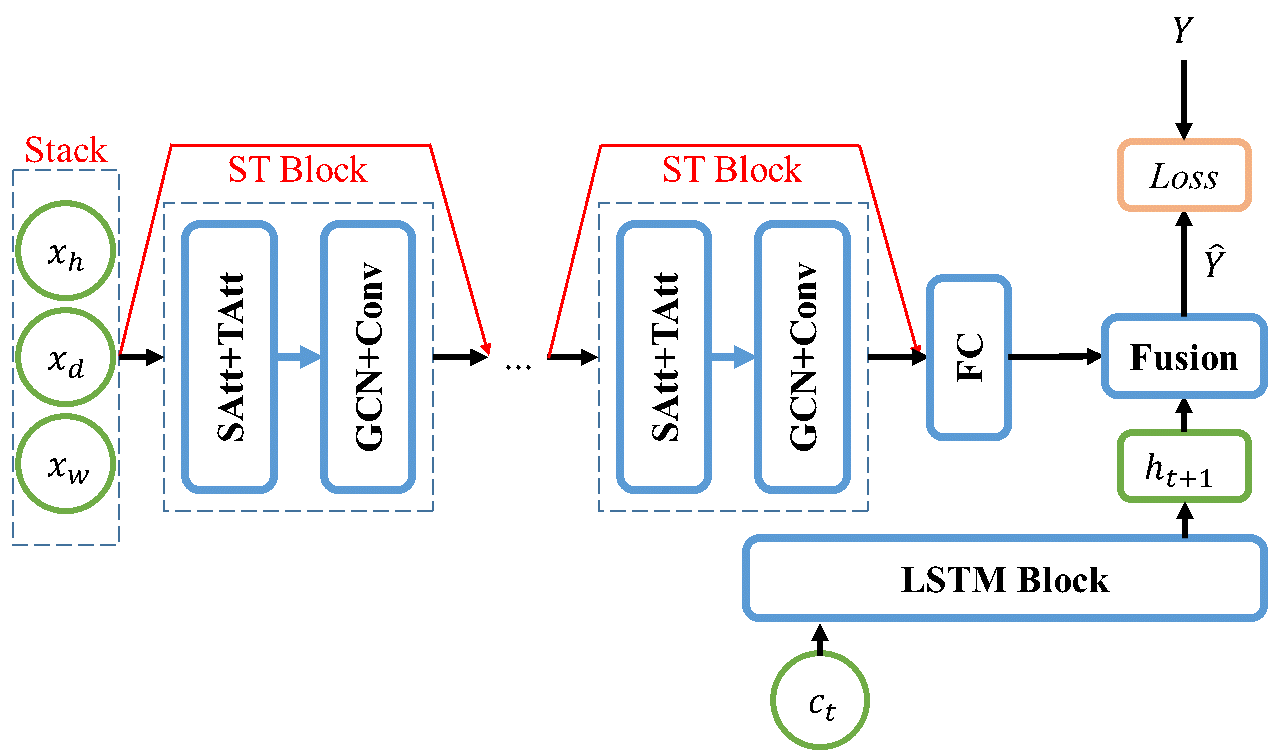 Y
Stack
ST Block
ST Block
Loss
x_h
Ŷ
SAtt+TAtt
GCN+Conv
SAtt+TAtt
GCN+Conv
x_d
...
FC
Fusion
x_w
h_{t+1}
LSTM Block
c_t